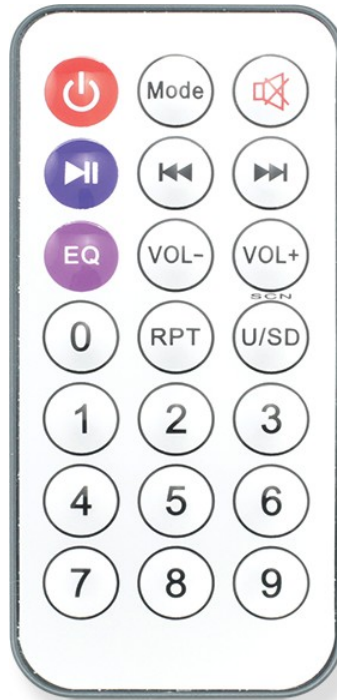 Mode
EQ VOL- VOL+
SCN
0 RPT U/SD
1 2 3
4 5 6
7 8 9